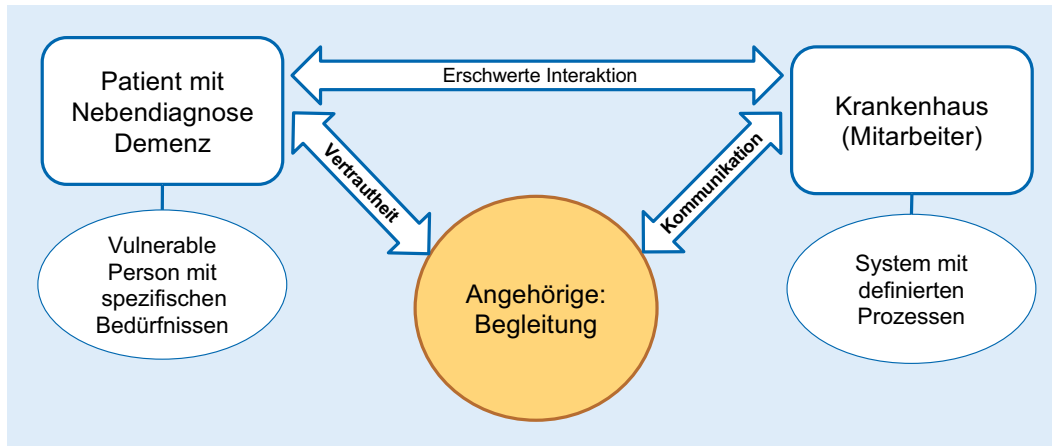 Patient mit
Nebendiagnose
Demenz
Erschwerte Interaktion
Krankenhaus
(Mitarbeiter)
Vertrautheit
Kommunikation
Vulnerable
Person mit
spezifischen
Bedürfnissen
Angehörige:
Begleitung
System mit
definierten
Prozessen